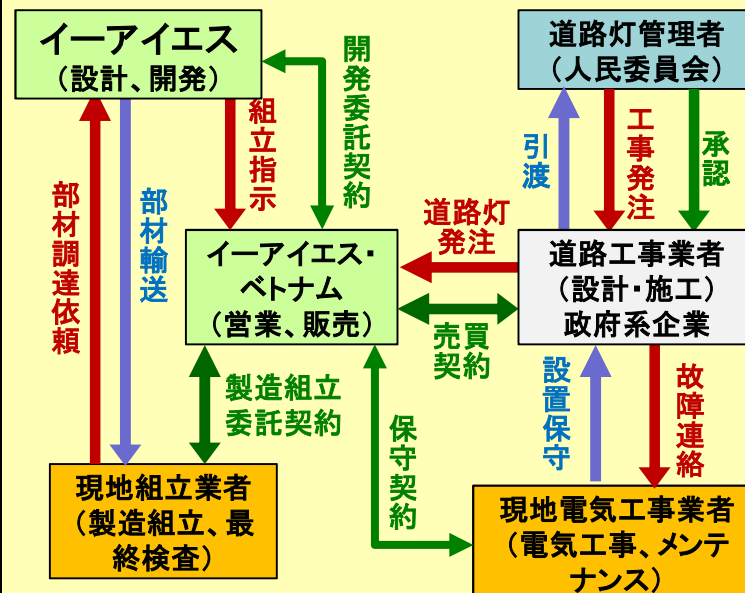 イーアイエス
（設計、開発）
道路灯管理者
（人民委員会）
開発委託契約
組立指示
引渡
工事発注
承認
部材調達依頼
部材輸送
道路灯
発注
イーアイエス・
ベトナム
（営業、販売）
道路工事業者
（設計・施工）
政府系企業
売買
契約
製造組立
委託契約
保守契約
設置保守
故障連絡
現地組立業者
（製造組立、最
終検査）
現地電気工事業者
（電気工事、メンテ
ナンス）